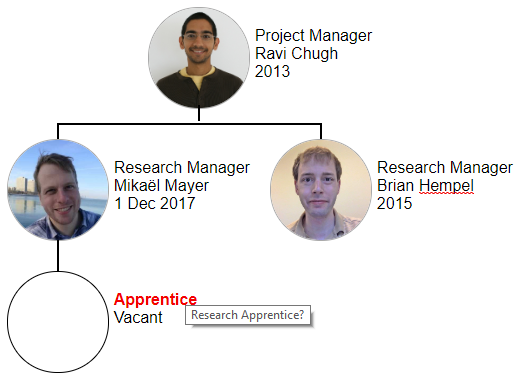 Project Manager
Ravi Chugh
2013
Research Manager
Mikaël Mayer
1 Dec 2017
Research Manager
Brian Hempel
2015
Apprentice
Vacant
Research Apprentice?